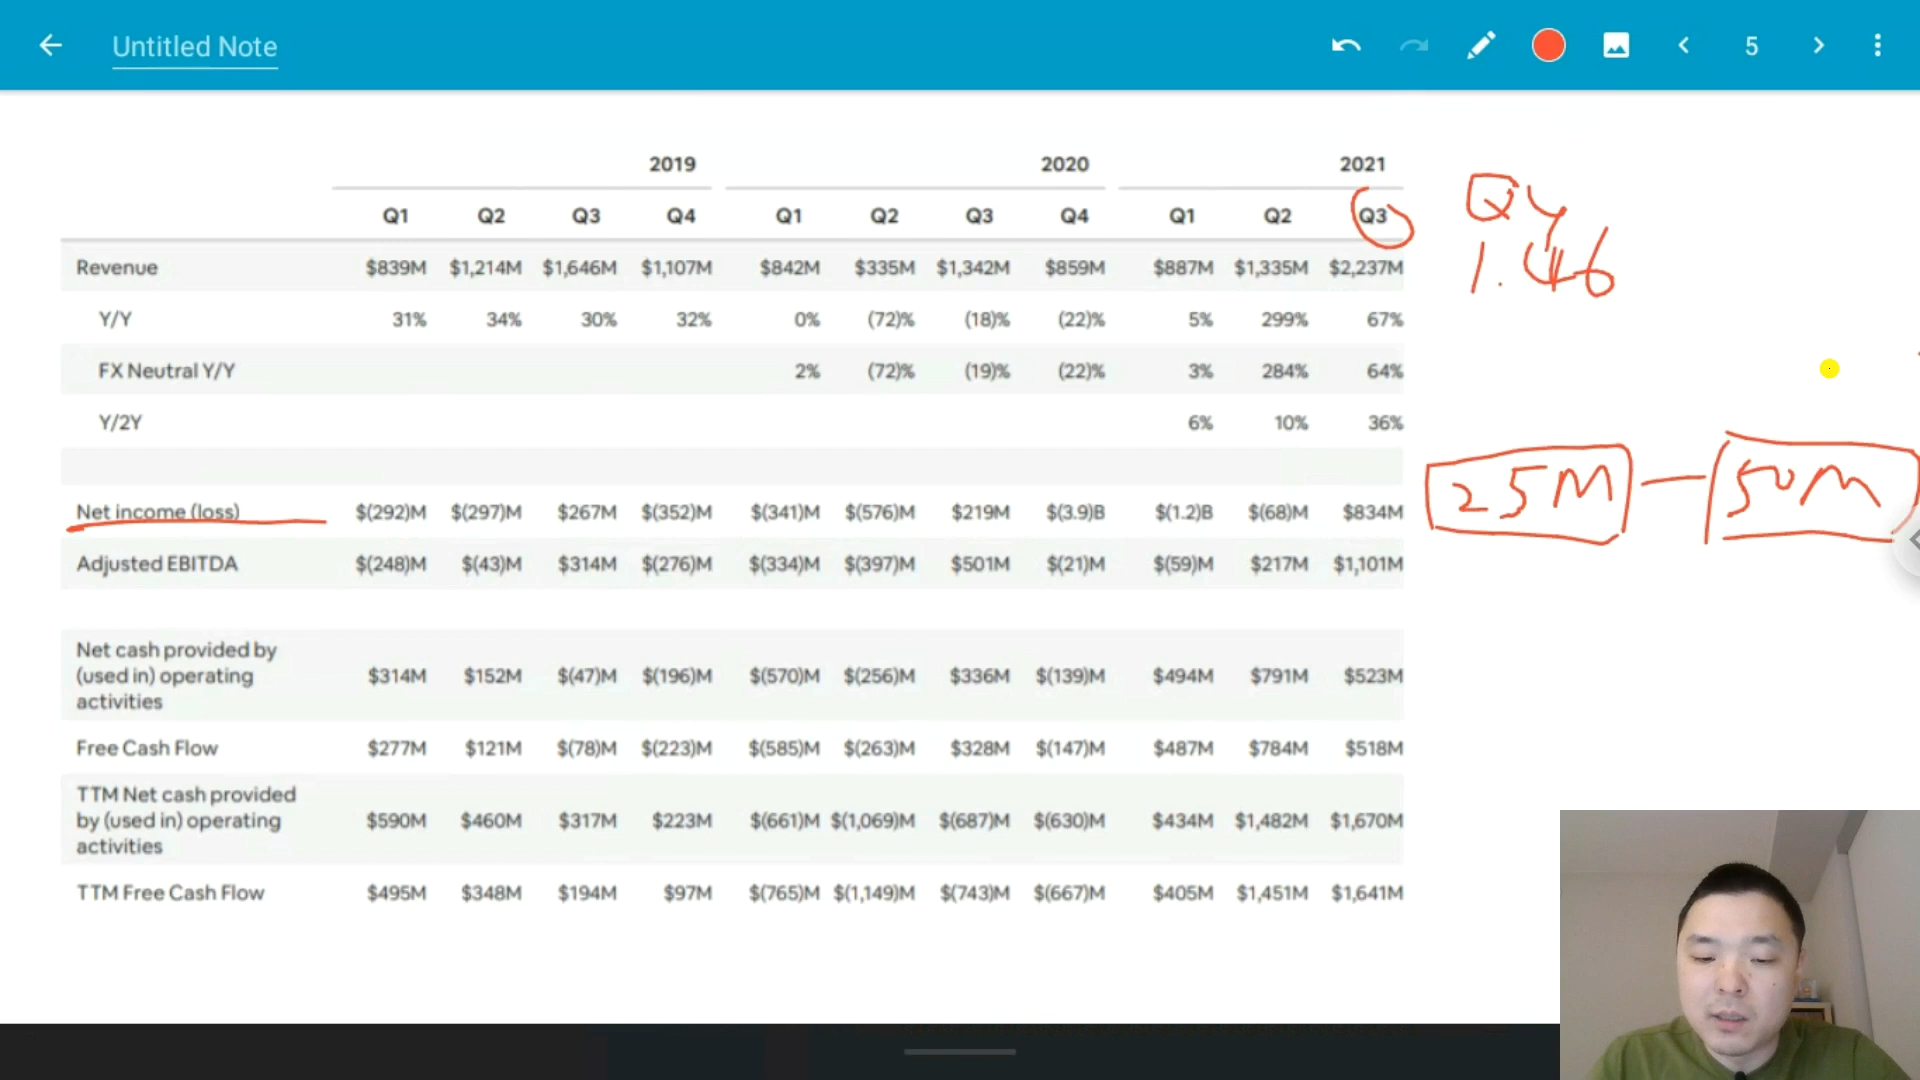 Untitled Note
5
2019 2020 2021
Q1 Q2 Q3 Q4 Q1 Q2 Q3 Q4 Q1 Q2 Q3
Q4
1.46
Revenue $839M $1,214M $1,646M $1,107M $842M $335M $1,342M $859M $887M $1,335M $2,237M
Y/Y 31% 34% 30% 32% 0% (72)% (18)% (22)% 5% 299% 67%
FX Neutral Y/Y 2% (72)% (19)% (22)% 3% 284% 64%
Y/2Y 6% 10% 36%
Net income (loss) $(292)M $(297)M $267M $(352)M $(341)M $(576)M $219M $(3.9)B $(1.2)B $(68)M $834M
25M — 50M
Adjusted EBITDA $(248)M $(43)M $314M $(276)M $(334)M $(397)M $501M $(21)M $(59)M $217M $1,101M
Net cash provided by
(used in) operating $314M $152M $(47)M $(196)M $(570)M $(256)M $336M $(139)M $494M $791M $523M
activities
Free Cash Flow $277M $121M $(78)M $(223)M $(585)M $(263)M $328M $(147)M $487M $784M $518M
TTM Net cash provided
by (used in) operating $590M $460M $317M $223M $(661)M $(1,069)M $(687)M $(630)M $434M $1,482M $1,670M
activities
TTM Free Cash Flow $495M $348M $194M $97M $(765)M $(1,149)M $(743)M $(667)M $405M $1,451M $1,641M